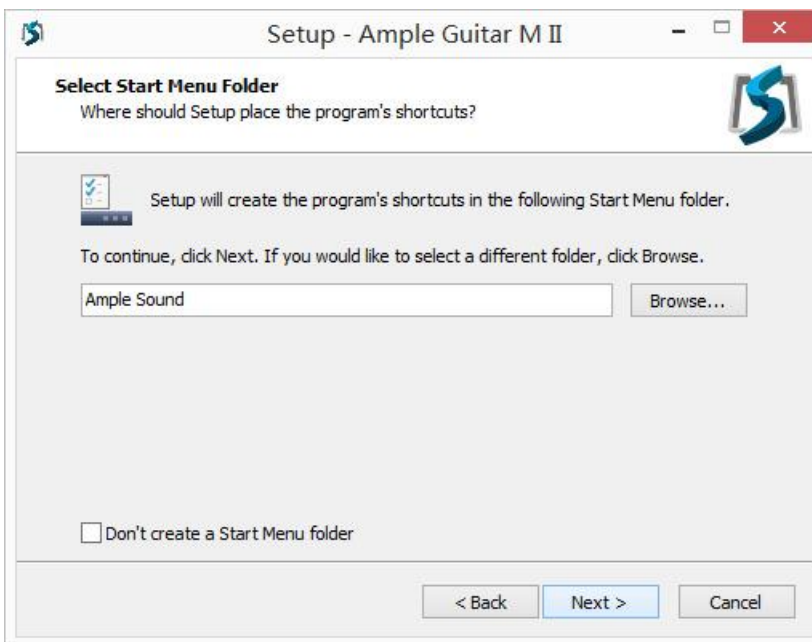 Setup - Ample Guitar M II
Select Start Menu Folder
Where should Setup place the program's shortcuts?
Setup will create the program's shortcuts in the following Start Menu folder.
To continue, click Next. If you would like to select a different folder, click Browse.
Ample Sound
Browse...
Don't create a Start Menu folder
< Back
Next >
Cancel